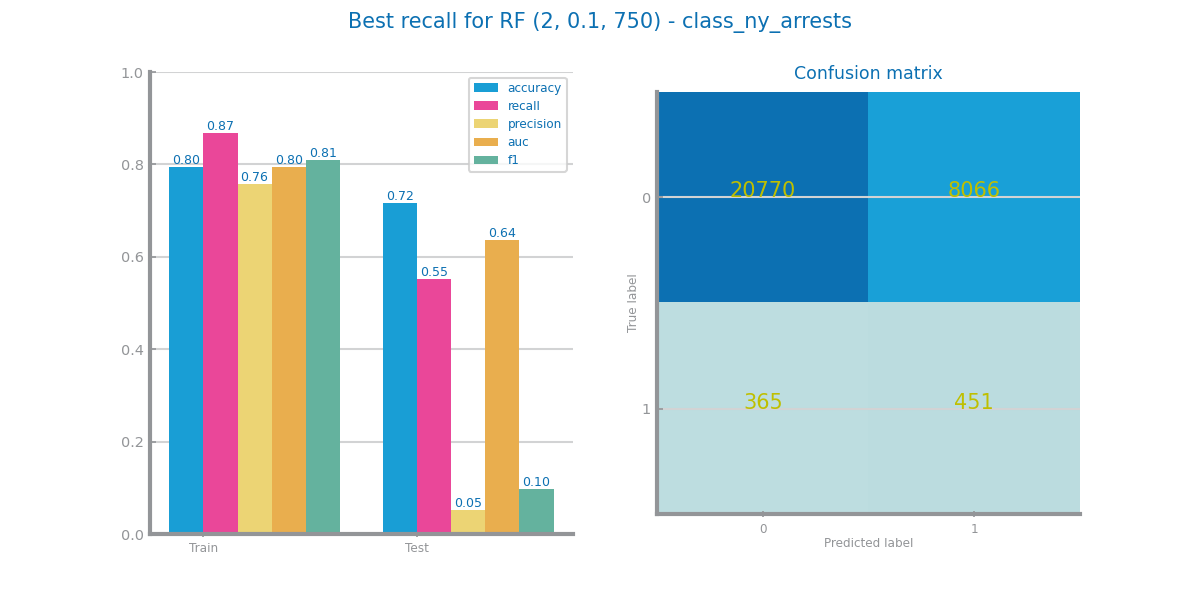 Best recall for RF (2, 0.1, 750) - class_ny_arrests
1.0
0.8
0.6
0.4
0.2
0.0
accuracy
recall
precision
auc
f1
0.80
0.87
0.76
0.80
0.81
0.72
0.55
0.05
0.64
0.10
Train
Test
Confusion matrix
True label
0
1
20770
8066
365
451
0
1
Predicted label